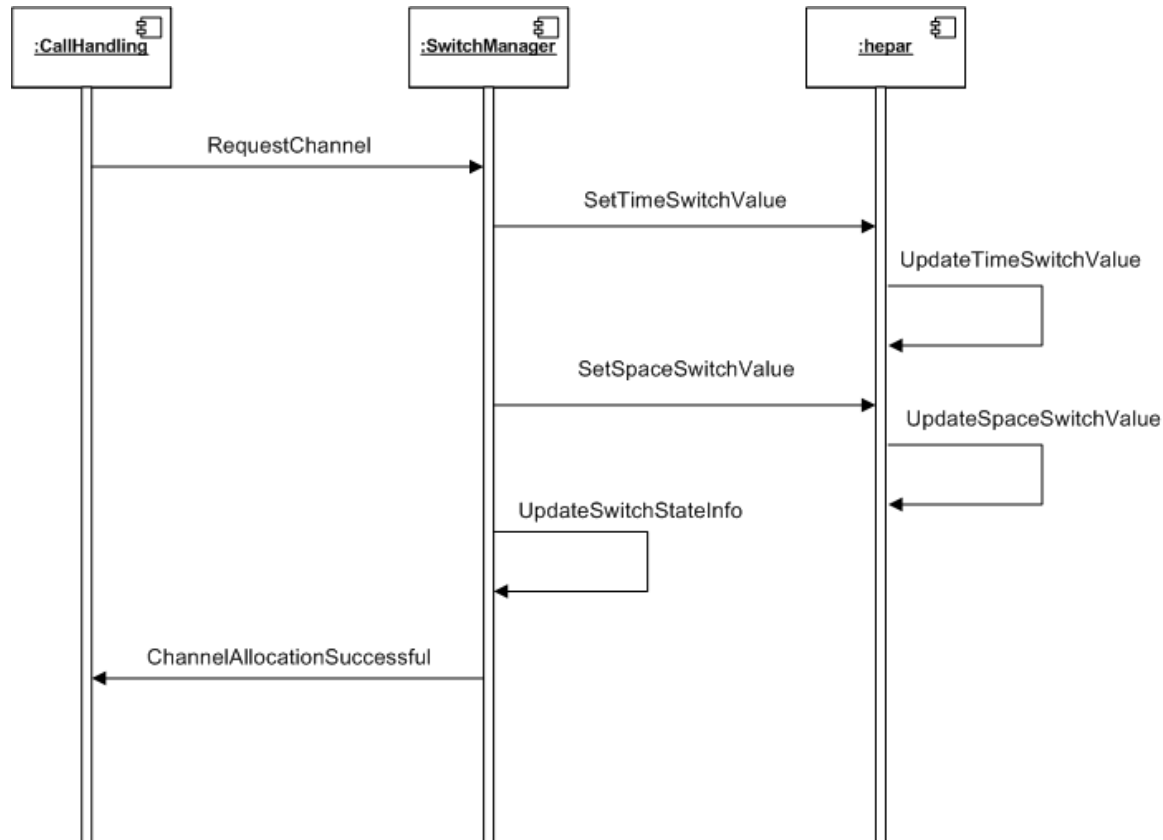 :CallHandling
:SwitchManager
:hepar
RequestChannel
SetTimeSwitchValue
UpdateTimeSwitchValue
SetSpaceSwitchValue
UpdateSpaceSwitchValue
UpdateSwitchStateInfo
ChannelAllocationSuccessful